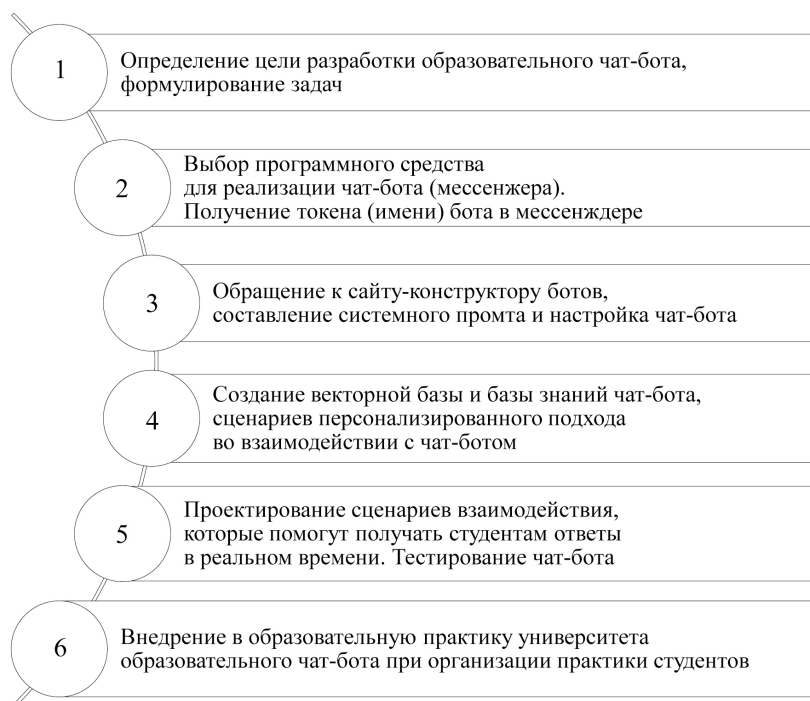 1
Определение цели разработки образовательного чат-бота,
формулирование задач
2
Выбор программного средства
для реализации чат-бота (мессенжера).
Получение токена (имени) бота в мессенждере
3
Обращение к сайту-конструктору ботов,
составление системного промта и настройка чат-бота
4
Создание векторной базы и базы знаний чат-бота,
сценариев персонализированного подхода
во взаимодействии с чат-ботом
5
Проектирование сценариев взаимодействия,
которые помогут получать студентам ответы
в реальном времени. Тестирование чат-бота
6
Внедрение в образовательную практику университета
образовательного чат-бота при организации практики студентов